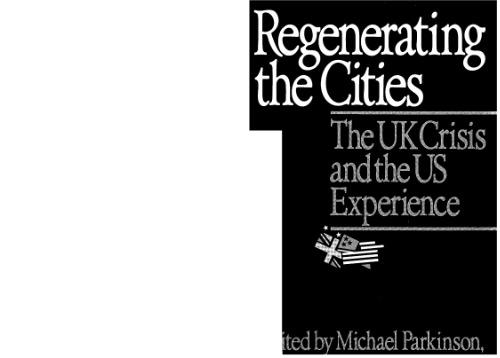 Regenerating
the Cities
The UK Crisis
and the US
Experience
ited by Michael Parkinson,